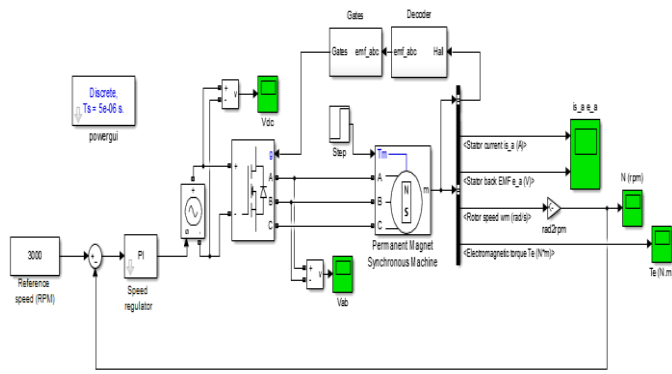 Gates
Decoder
Gates
emf_abc
emf_abc
Hall
Discrete,
Ts = 5e-06 s.
powergui
+
-
v
Vdc
Step
is_a e_a
g
A
B
C
+
-
Tm
A
B
C
m
N
S
Permanent Magnet
Synchronous Machine
<Stator current is_a (A)>
<Stator back EMF e_a (V)>
<Rotor speed wm (rad/s)>
<Electromagnetic torque Te (N*m)>
rad2rpm
N (rpm)
Te (N.m
3000
Reference
speed (RPM)
PI
Speed
regulator
s
+
-
v
Vab